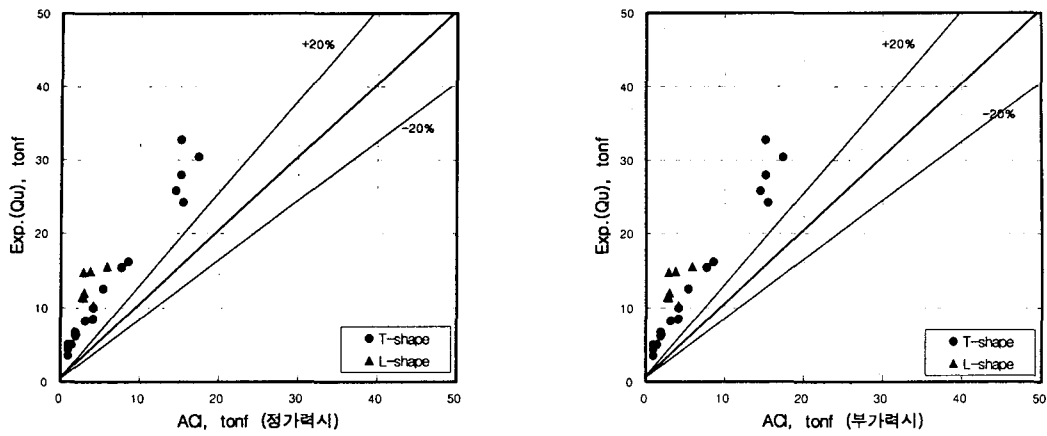 50
40
30
20
10
0
Exp.(Qu), tonf
+20%
-20%
T-shape
L-shape
0 10 20 30 40 50
ACI, tonf (정가력시)
50
40
30
20
10
0
Exp.(Qu), tonf
+20%
-20%
T-shape
L-shape
0 10 20 30 40 50
ACI, tonf (부가력시)